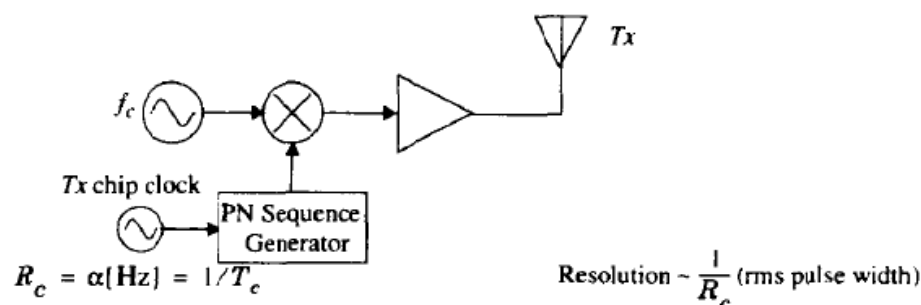 Tx
f_c
Tx chip clock
PN Sequence
Generator
R_c = α[Hz] = 1/T_c
Resolution ~ 1/R_c (rms pulse width)